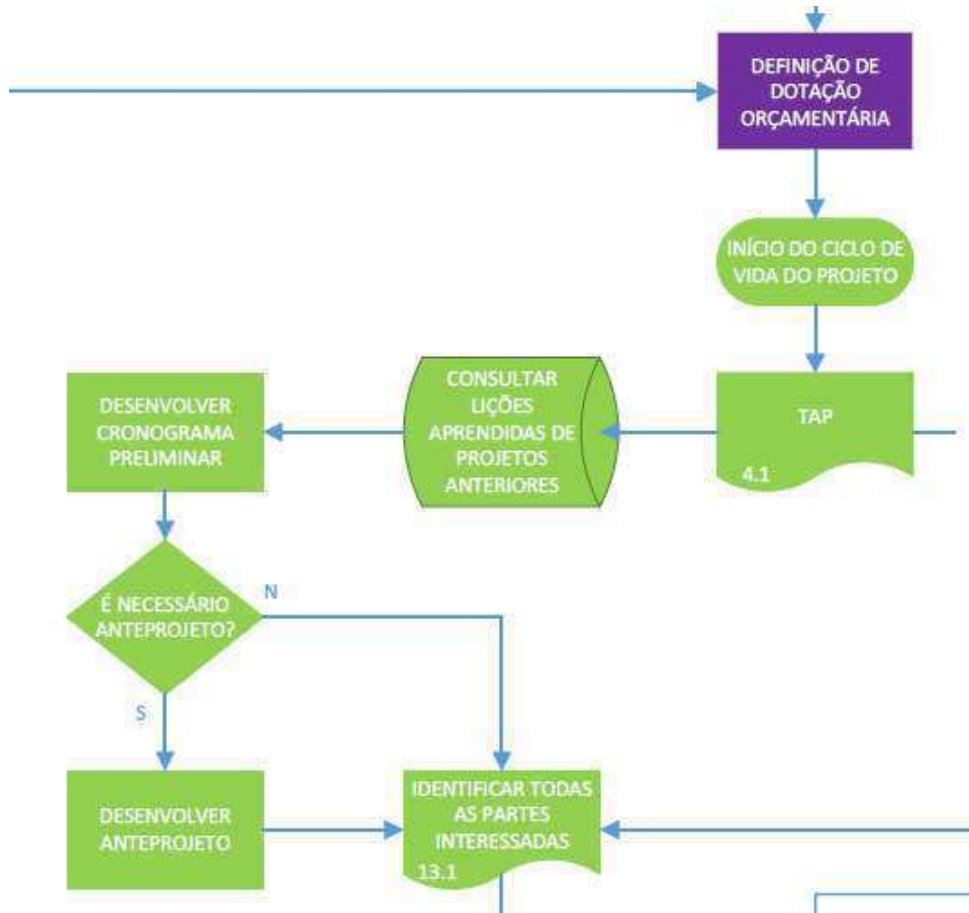 DEFINIÇÃO DE
DOTAÇÃO
ORÇAMENTÁRIA
INÍCIO DO CICLO DE
VIDA DO PROJETO
TAP
4.1
CONSULTAR
LIÇÕES
APRENDIDAS DE
PROJETOS
ANTERIORES
DESENVOLVER
CRONOGRAMA
PRELIMINAR
É NECESSÁRIO
ANTEPROJETO?
N
S
DESENVOLVER
ANTEPROJETO
IDENTIFICAR TODAS
AS PARTES
INTERESSADAS
13.1